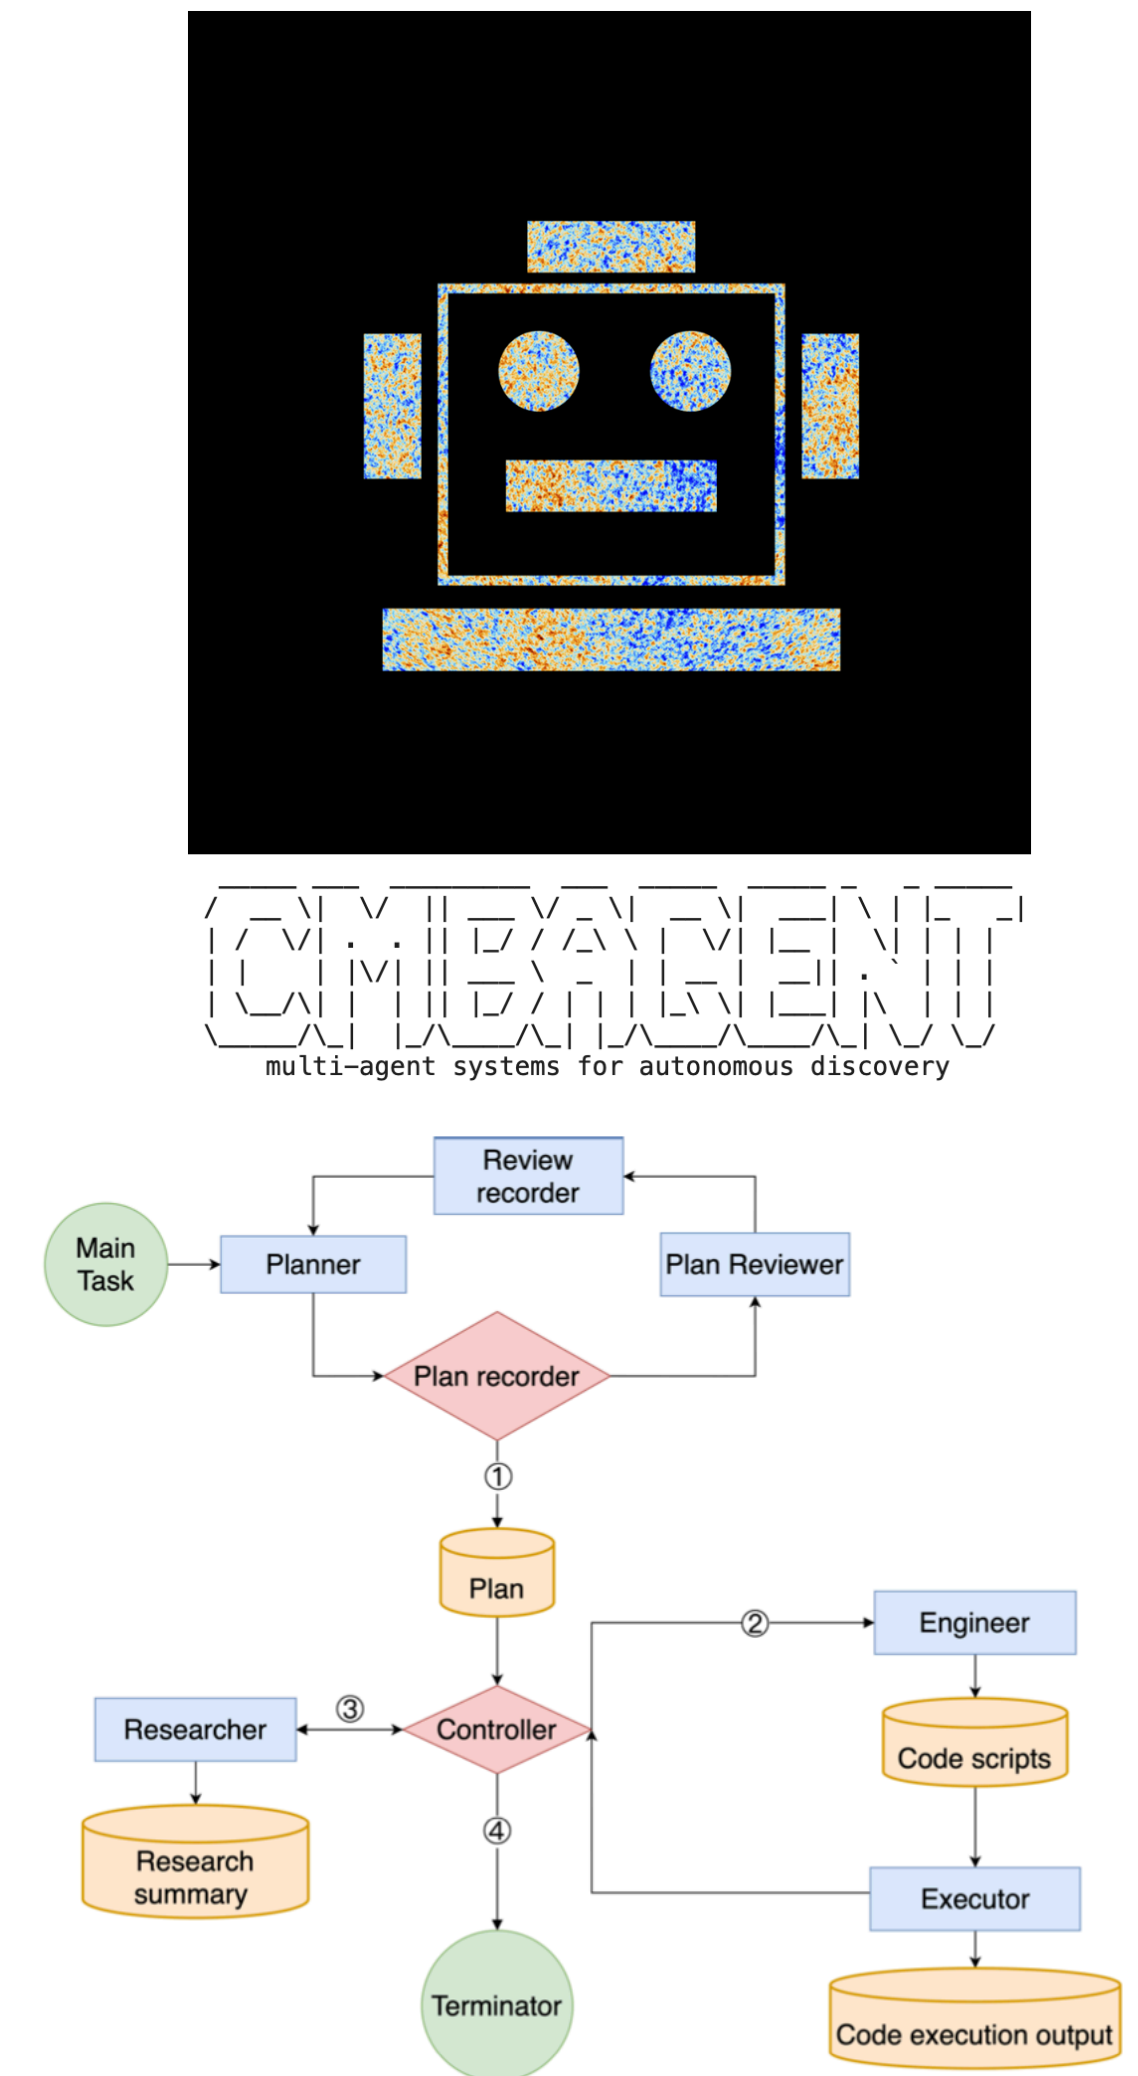 CMBAGENT
multi-agent systems for autonomous discovery
Review
recorder
Main
Task
Planner
Plan Reviewer
Plan recorder
①
Plan
②
Engineer
③
Researcher
Controller
Code scripts
④
Research
summary
Executor
Terminator
Code execution output